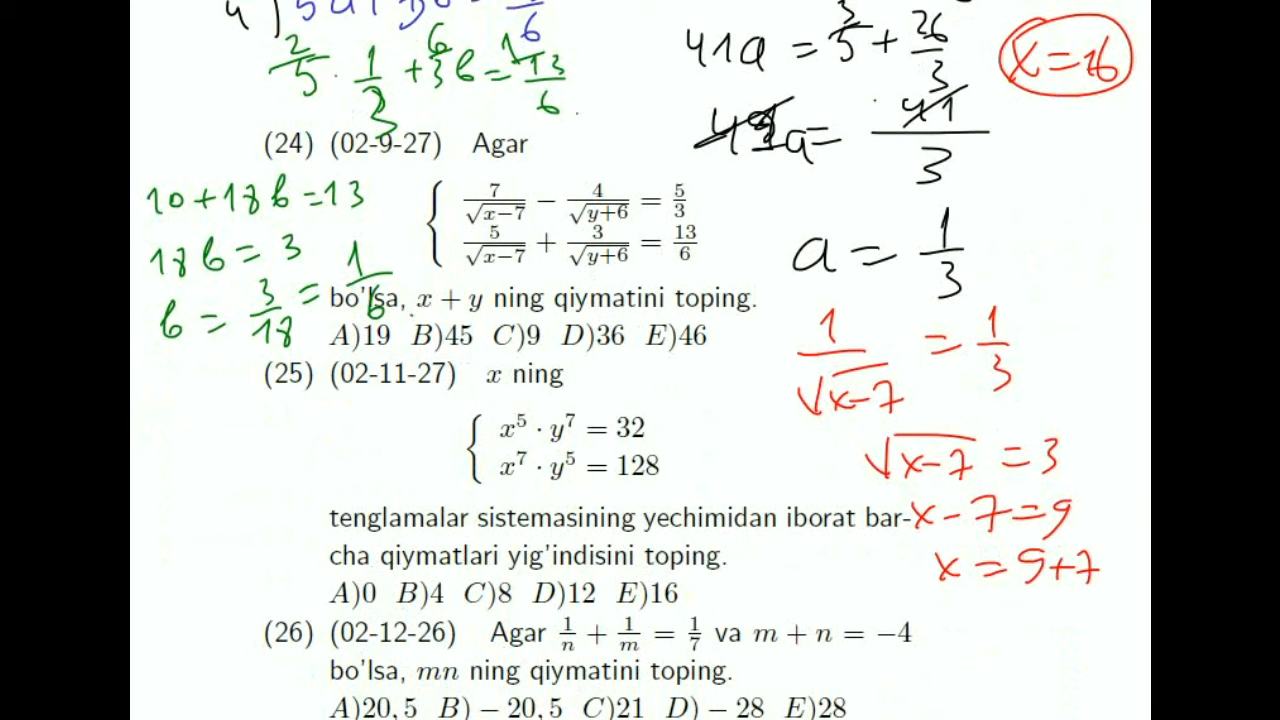 5/3 + 26/3
41a =
x = 16
2/5 · 1/3 + 3b = 13/6
41a = 41/3
(24) (02-9-27) Agar
10 + 18b = 13
7/√(x−7) − 4/√(y+6) = 5/3
5/√(x−7) + 3/√(y+6) = 13/6
18b = 3
a = 1/3
b = 3/18 = 1/6
bo'lsa, x + y ning qiymatini toping.
A)19 B)45 C)9 D)36 E)46
1/√(x−7) = 1/3
(25) (02-11-27) x ning
x⁵ · y⁷ = 32
x⁷ · y⁵ = 128
√(x−7) = 3
tenglamalar sistemasining yechimidan iborat bar-
x − 7 = 9
cha qiymatlari yig'indisini toping.
x = 9+7
A)0 B)4 C)8 D)12 E)16
(26) (02-12-26) Agar 1/n + 1/m = 1/7 va m + n = −4
bo'lsa, mn ning qiymatini toping.
A)20, 5 B) − 20, 5 C)21 D) − 28 E)28